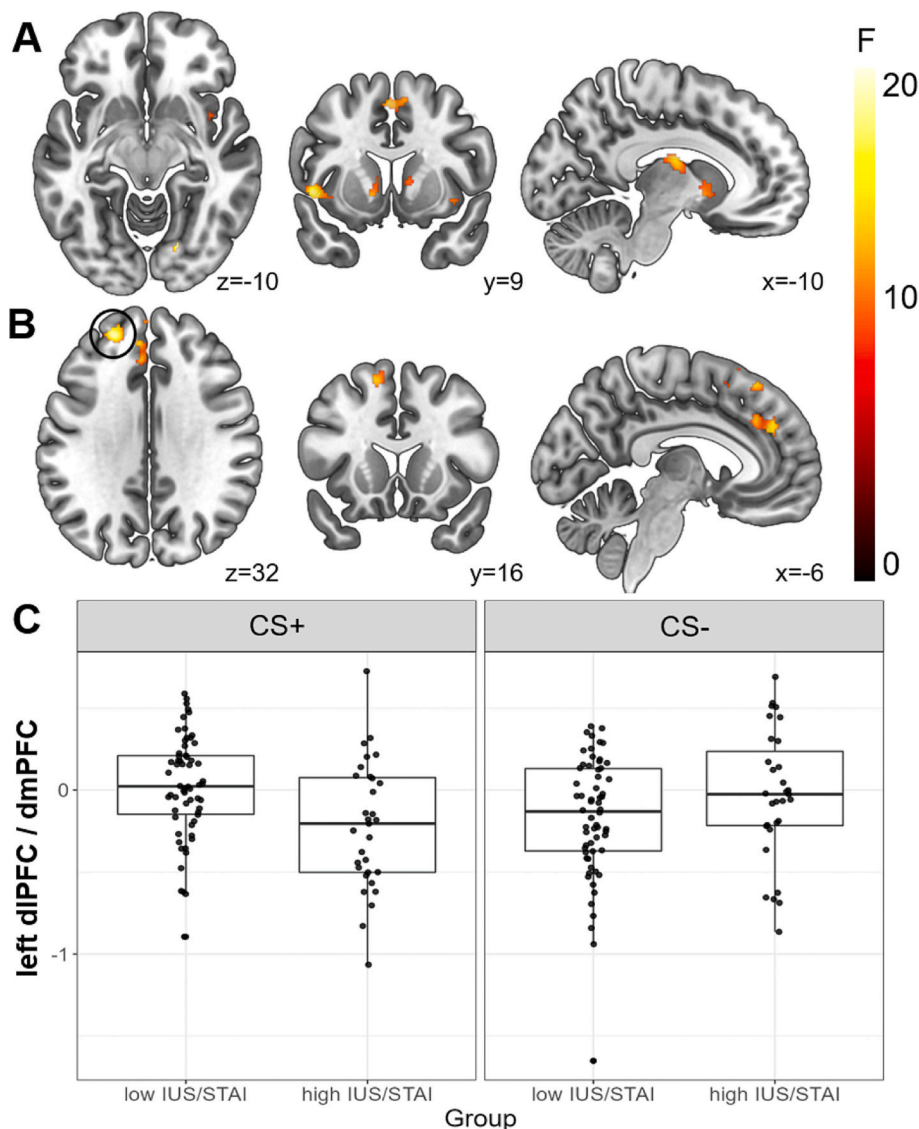 A
F
20
10
0
z=-10
y=9
x=-10
B
z=32
y=16
x=-6
C
CS+
CS-
left dlPFC / dmPFC
0
-1
low IUS/STAI
high IUS/STAI
low IUS/STAI
high IUS/STAI
Group